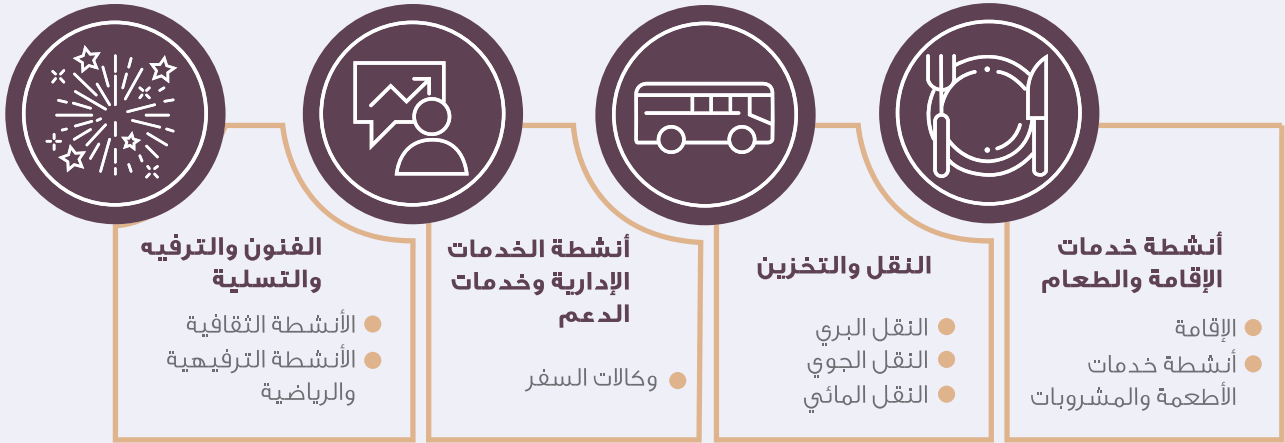 أنشطة خدمات
الإقامة والطعام
الإقامة
أنشطة خدمات
الأطعمة والمشروبات
النقل والتخزين
النقل البري
النقل الجوي
النقل المائي
أنشطة الخدمات
الإدارية وخدمات
الدعم
وكالات السفر
الفنون والترفيه
والتسلية
الأنشطة الثقافية
الأنشطة الترفيهية
والرياضية